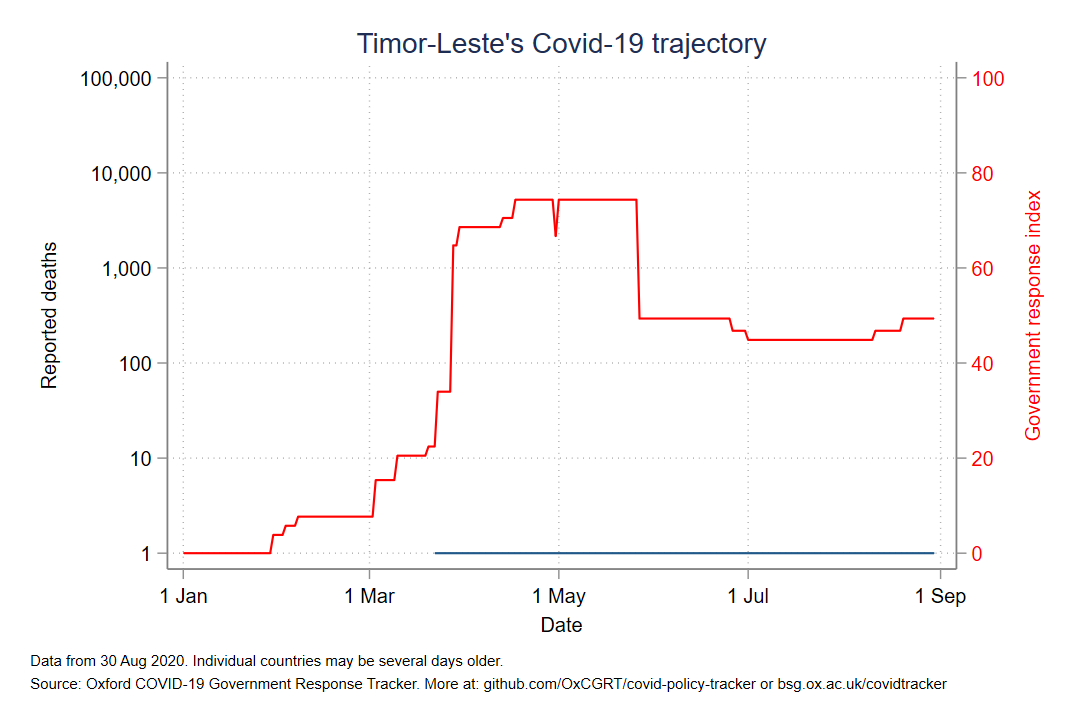 Timor-Leste's Covid-19 trajectory
100,000
10,000
1,000
100
10
1
Reported deaths
100
80
60
40
20
0
Government response index
1 Jan
1 Mar
1 May
1 Jul
1 Sep
Date
Data from 30 Aug 2020. Individual countries may be several days older.
Source: Oxford COVID-19 Government Response Tracker. More at: github.com/OxCGRT/covid-policy-tracker or bsg.ox.ac.uk/covidtracker